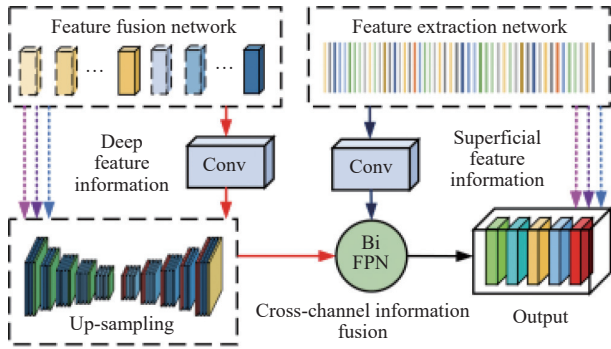 Feature fusion network
Feature extraction network
... ...
Deep
feature
information
Conv
Conv
Superficial
feature
information
Bi
FPN
Up-sampling
Cross-channel information
fusion
Output